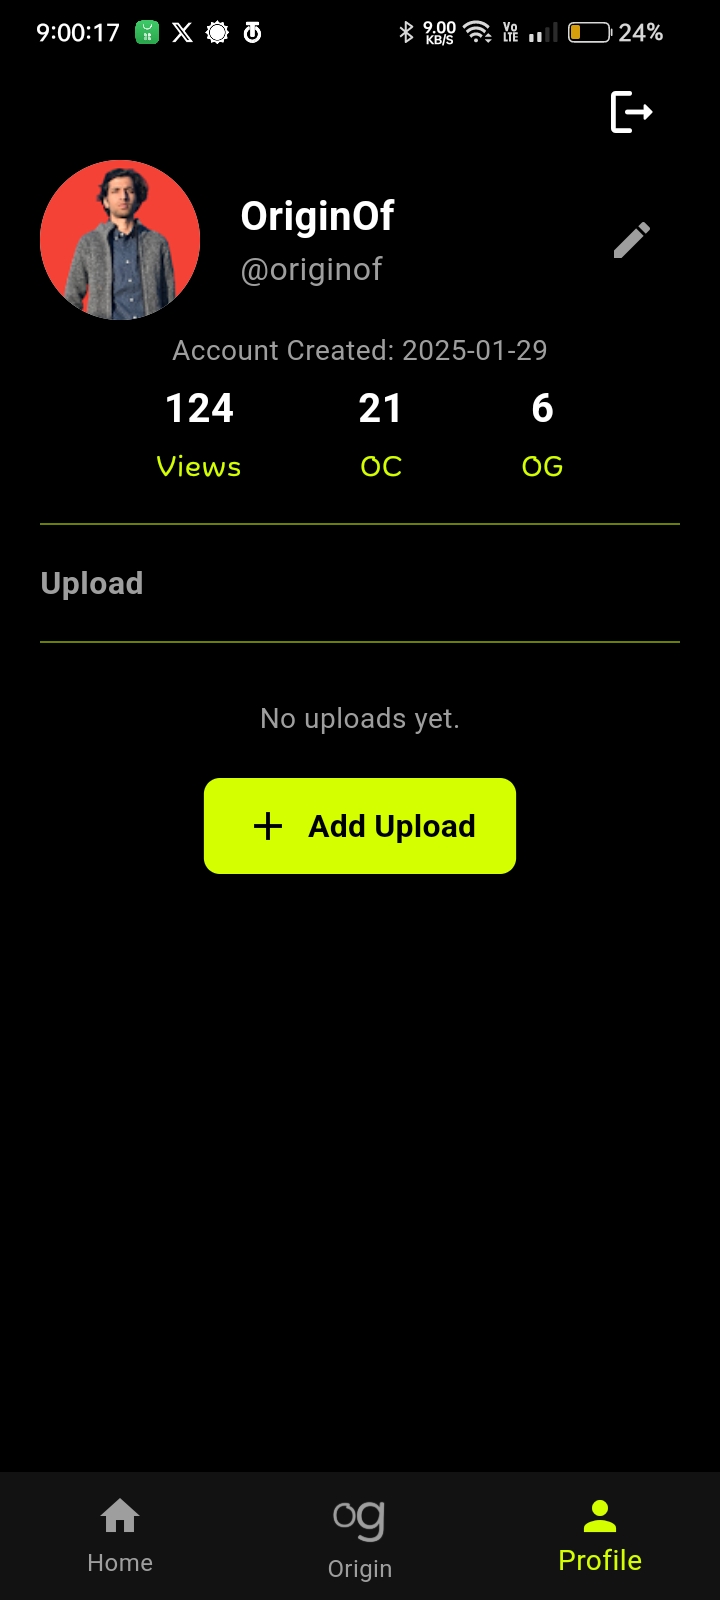 9:00:17 9.00 KB/S Vo LTE 24%
OriginOf
@originof
Account Created: 2025-01-29
124 21 6
Views OC OG
Upload
No uploads yet.
+ Add Upload
og
Home Origin Profile